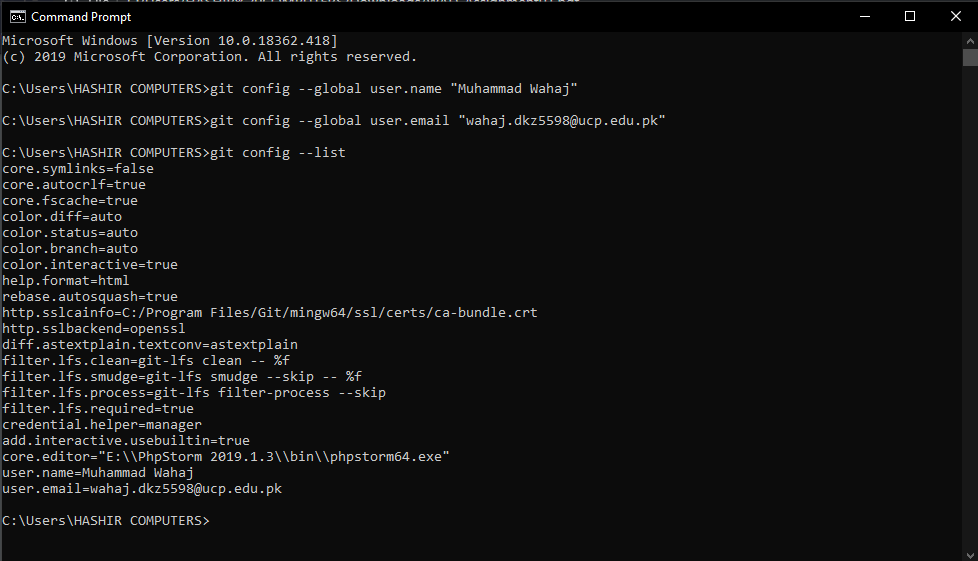 Command Prompt
Microsoft Windows [Version 10.0.18362.418]
(c) 2019 Microsoft Corporation. All rights reserved.
C:\Users\HASHIR COMPUTERS>git config --global user.name "Muhammad Wahaj"
C:\Users\HASHIR COMPUTERS>git config --global user.email "wahaj.dkz5598@ucp.edu.pk"
C:\Users\HASHIR COMPUTERS>git config --list
core.symlinks=false
core.autocrlf=true
core.fscache=true
color.diff=auto
color.status=auto
color.branch=auto
color.interactive=true
help.format=html
rebase.autosquash=true
http.sslcainfo=C:/Program Files/Git/mingw64/ssl/certs/ca-bundle.crt
http.sslbackend=openssl
diff.astextplain.textconv=astextplain
filter.lfs.clean=git-lfs clean -- %f
filter.lfs.smudge=git-lfs smudge --skip -- %f
filter.lfs.process=git-lfs filter-process --skip
filter.lfs.required=true
credential.helper=manager
add.interactive.usebuiltin=true
core.editor="E:\\PhpStorm 2019.1.3\\bin\\phpstorm64.exe"
user.name=Muhammad Wahaj
user.email=wahaj.dkz5598@ucp.edu.pk
C:\Users\HASHIR COMPUTERS>